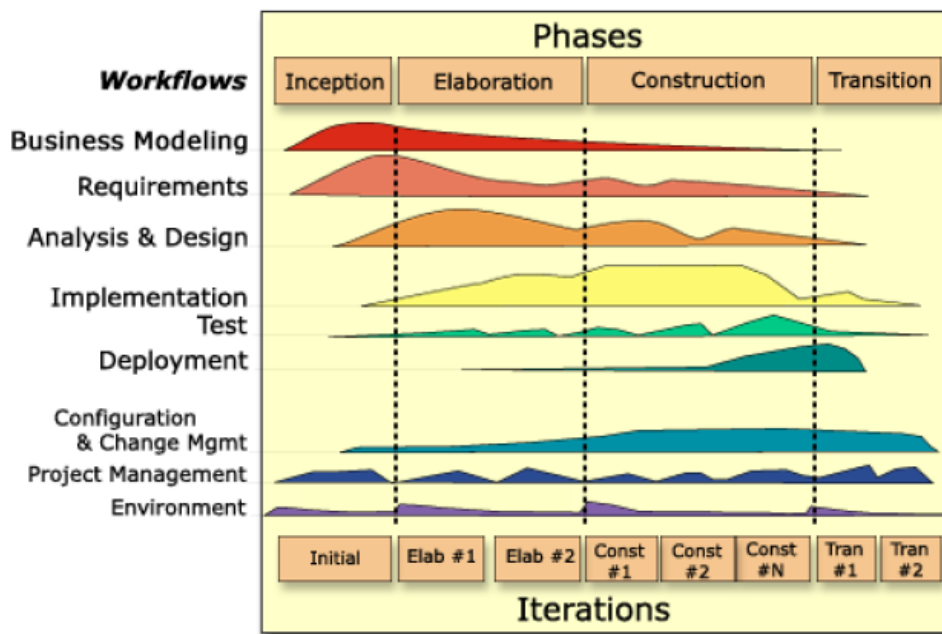 Phases
Workflows
Inception
Elaboration
Construction
Transition
Business Modeling
Requirements
Analysis & Design
Implementation
Test
Deployment
Configuration
& Change Mgmt
Project Management
Environment
Initial
Elab #1
Elab #2
Const
#1
Const
#2
Const
#N
Tran
#1
Tran
#2
Iterations